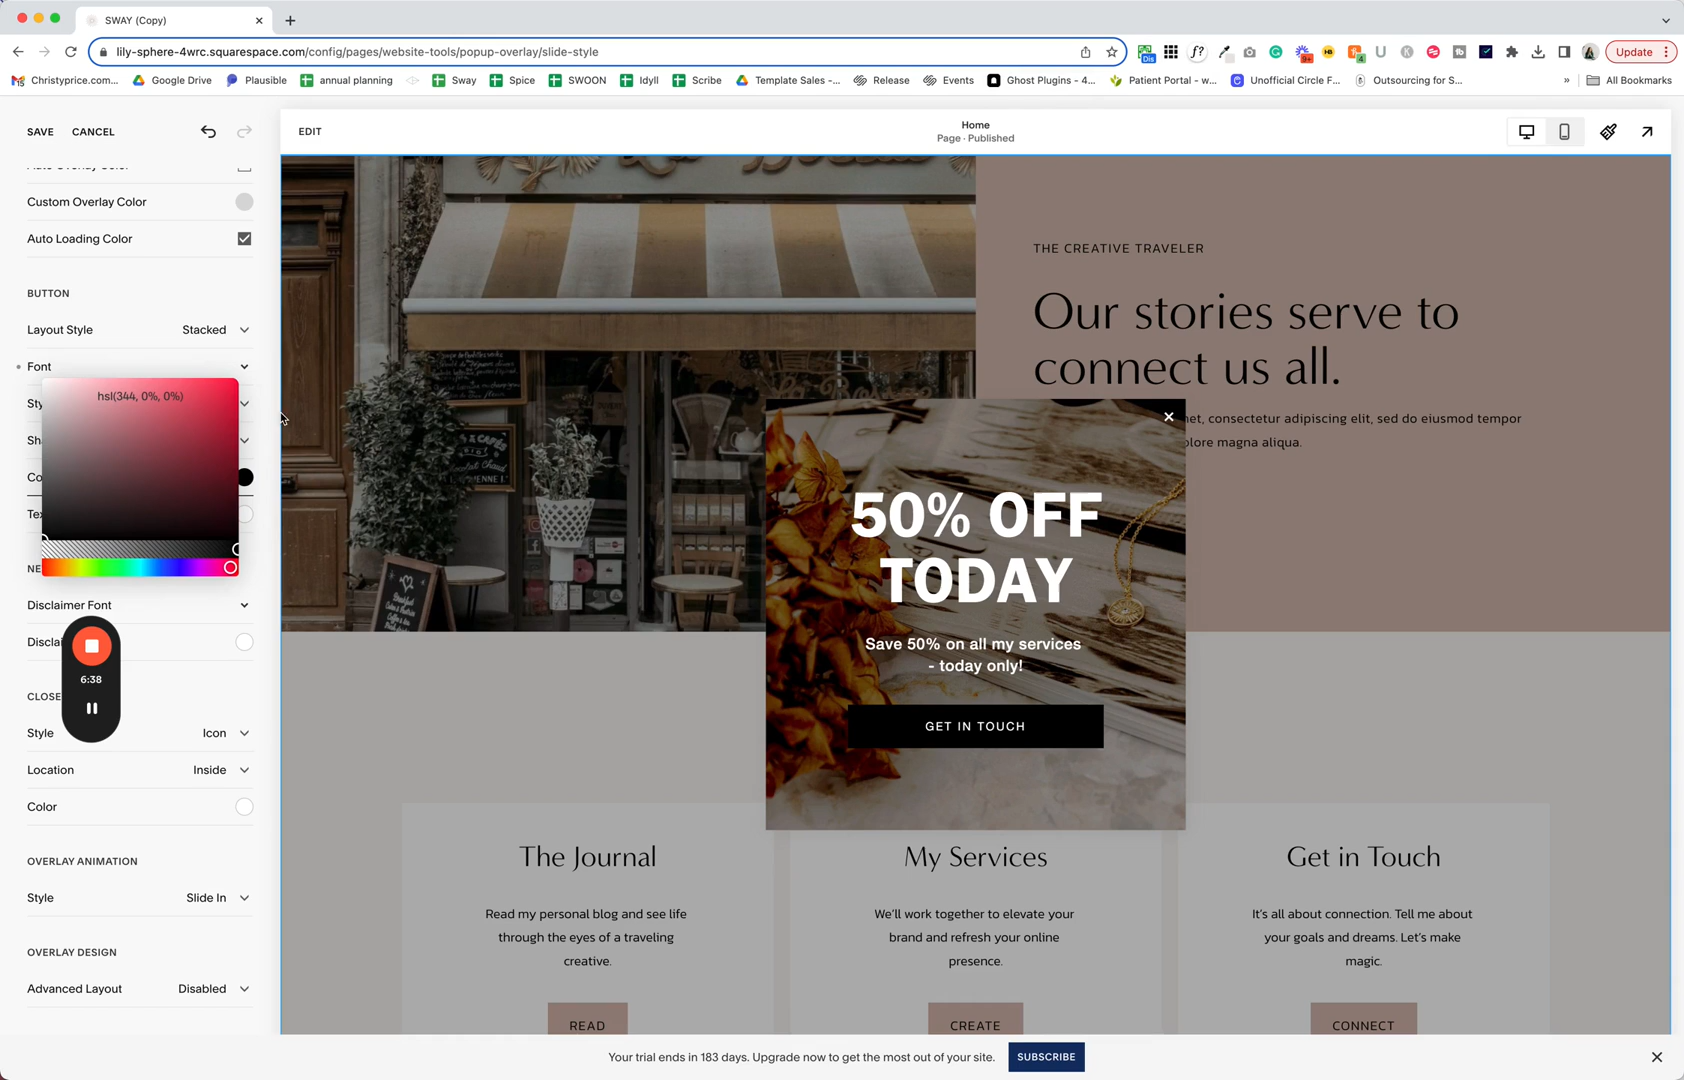 SWAY (Copy)
lily-sphere-4wrc.squarespace.com/config/pages/website-tools/popup-overlay/slide-style
Update
Christyprice.com...
Google Drive
Plausible
annual planning
Sway
Spice
SWOON
Idyll
Scribe
Template Sales -...
Release
Events
Ghost Plugins - 4...
Patient Portal - w...
Unofficial Circle F...
Outsourcing for S...
All Bookmarks
SAVE CANCEL
EDIT
Home
Page · Published
Custom Overlay Color
Auto Loading Color
BUTTON
Layout Style Stacked
Font
hsl(344, 0%, 0%)
Disclaimer Font
6:38
Style Icon
Location Inside
Color
OVERLAY ANIMATION
Style Slide In
OVERLAY DESIGN
Advanced Layout Disabled
THE CREATIVE TRAVELER
Our stories serve to
connect us all.
consectetur adipiscing elit, sed do eiusmod tempor
magna aliqua.
50% OFF
TODAY
Save 50% on all my services
- today only!
GET IN TOUCH
The Journal
Read my personal blog and see life
through the eyes of a traveling
creative.
READ
My Services
We'll work together to elevate your
brand and refresh your online
presence.
CREATE
Get in Touch
It's all about connection. Tell me about
your goals and dreams. Let's make
magic.
CONNECT
Your trial ends in 183 days. Upgrade now to get the most out of your site.
SUBSCRIBE